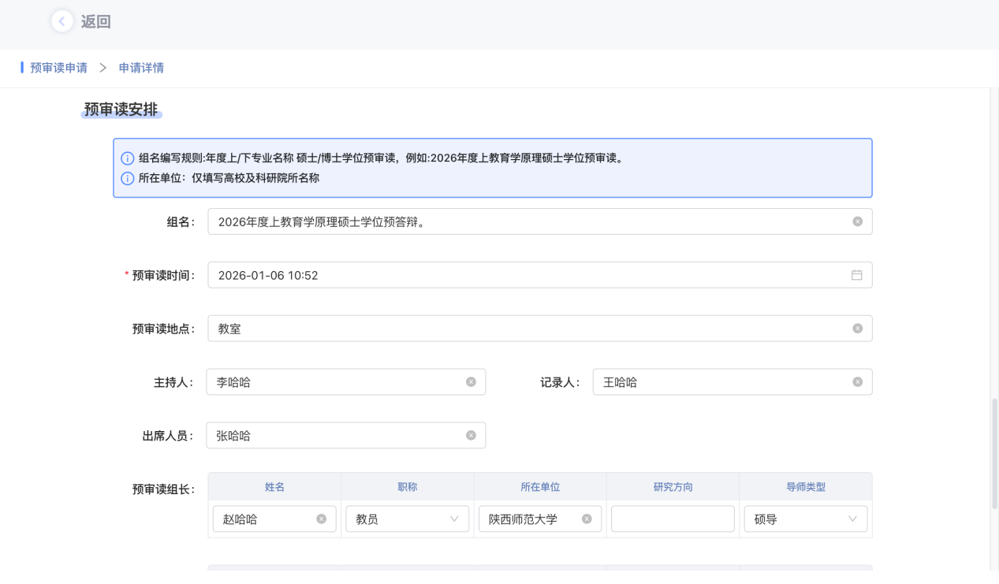 返回
预审读申请 > 申请详情
预审读安排
组名编写规则:年度上/下专业名称 硕士/博士学位预审读，例如:2026年度上教育学原理硕士学位预审读。
所在单位：仅填写高校及科研院所名称
组名： 2026年度上教育学原理硕士学位预答辩。
* 预审读时间： 2026-01-06 10:52
预审读地点： 教室
主持人： 李哈哈 记录人： 王哈哈
出席人员： 张哈哈
预审读组长： 姓名 职称 所在单位 研究方向 导师类型
赵哈哈 教员 陕西师范大学 硕导